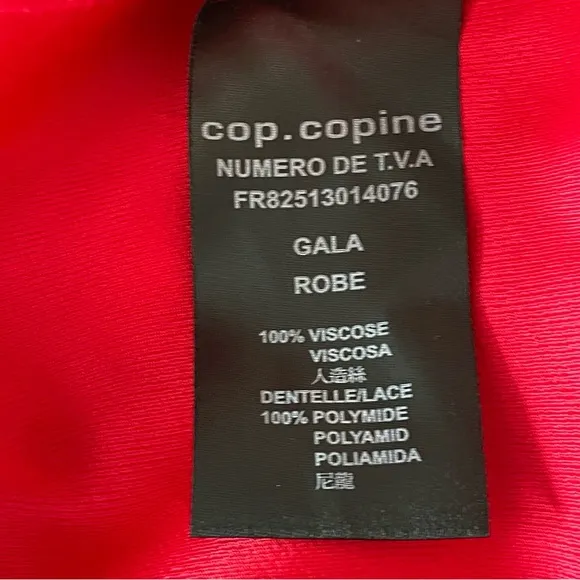 cop.copine
NUMERO DE T.V.A
FR82513014076
GALA
ROBE
100% VISCOSE
VISCOSA
人造絲
DENTELLE/LACE
100% POLYMIDE
POLYAMID
POLIAMIDA
尼龍